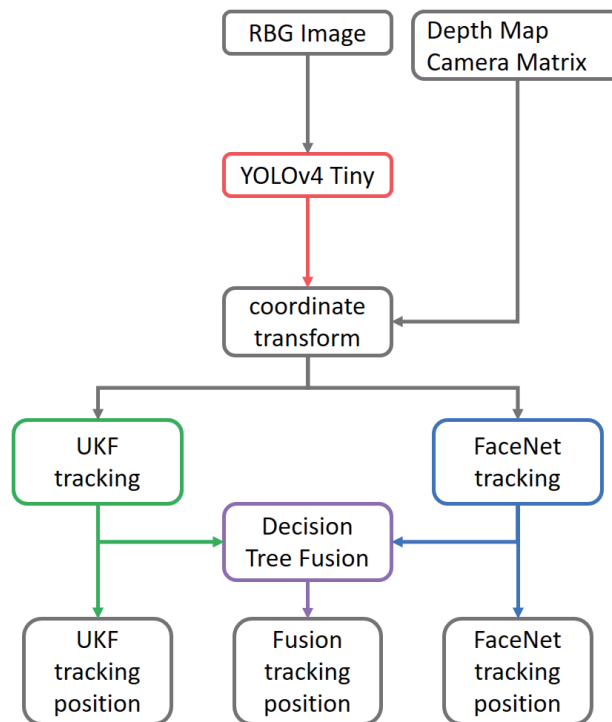 RBG Image
Depth Map
Camera Matrix
YOLOv4 Tiny
coordinate
transform
UKF
tracking
FaceNet
tracking
Decision
Tree Fusion
UKF
tracking
position
Fusion
tracking
position
FaceNet
tracking
position